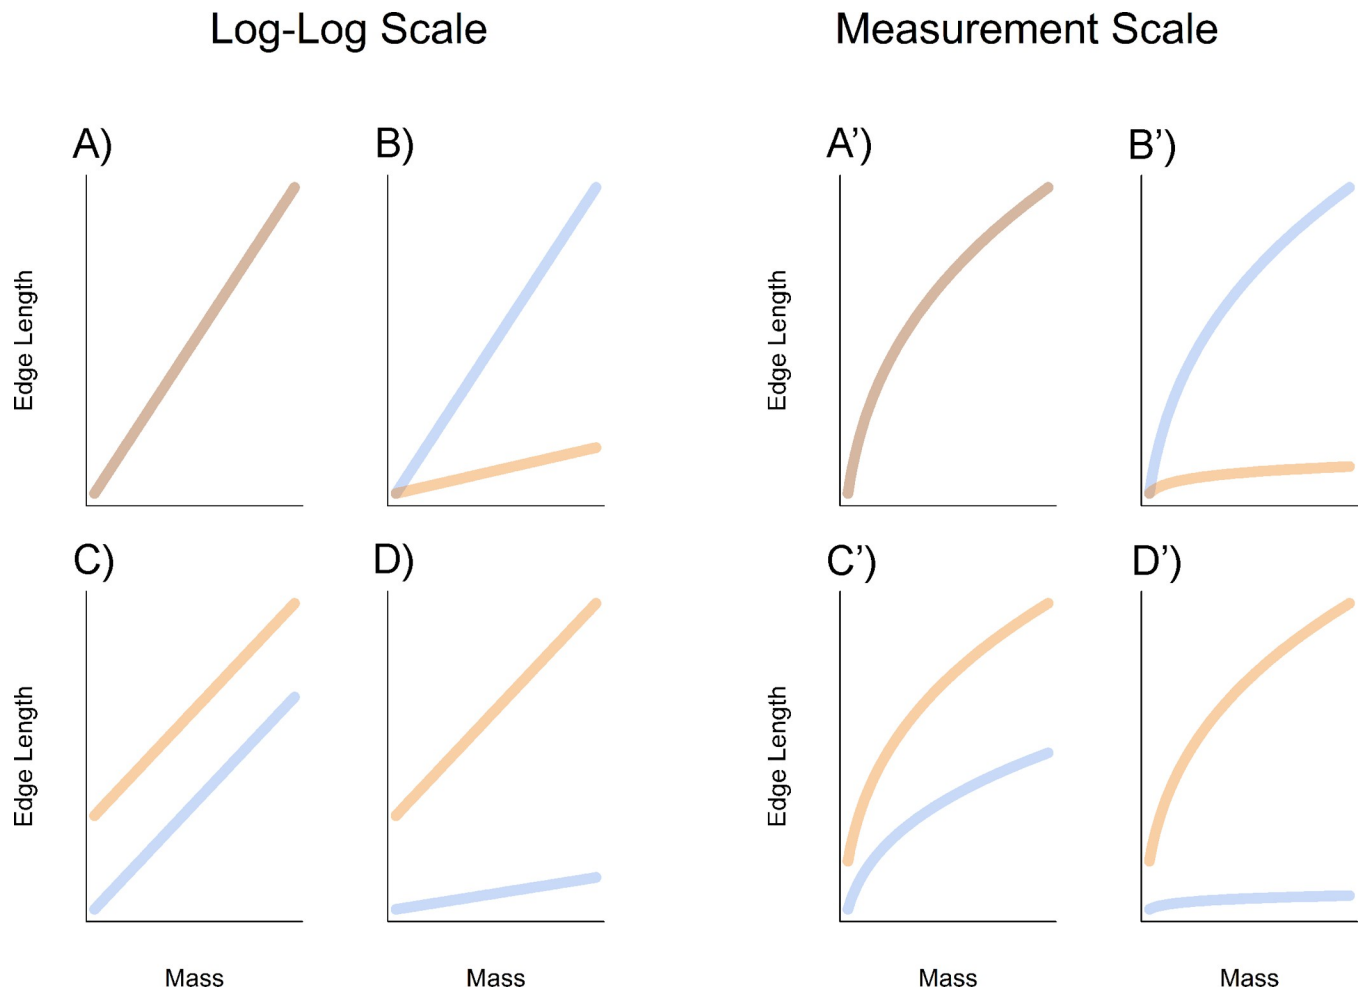 Log-Log Scale
Measurement Scale
A)
B)
A’)
B’)
Edge Length
Edge Length
C)
D)
C’)
D’)
Edge Length
Edge Length
Mass
Mass
Mass
Mass